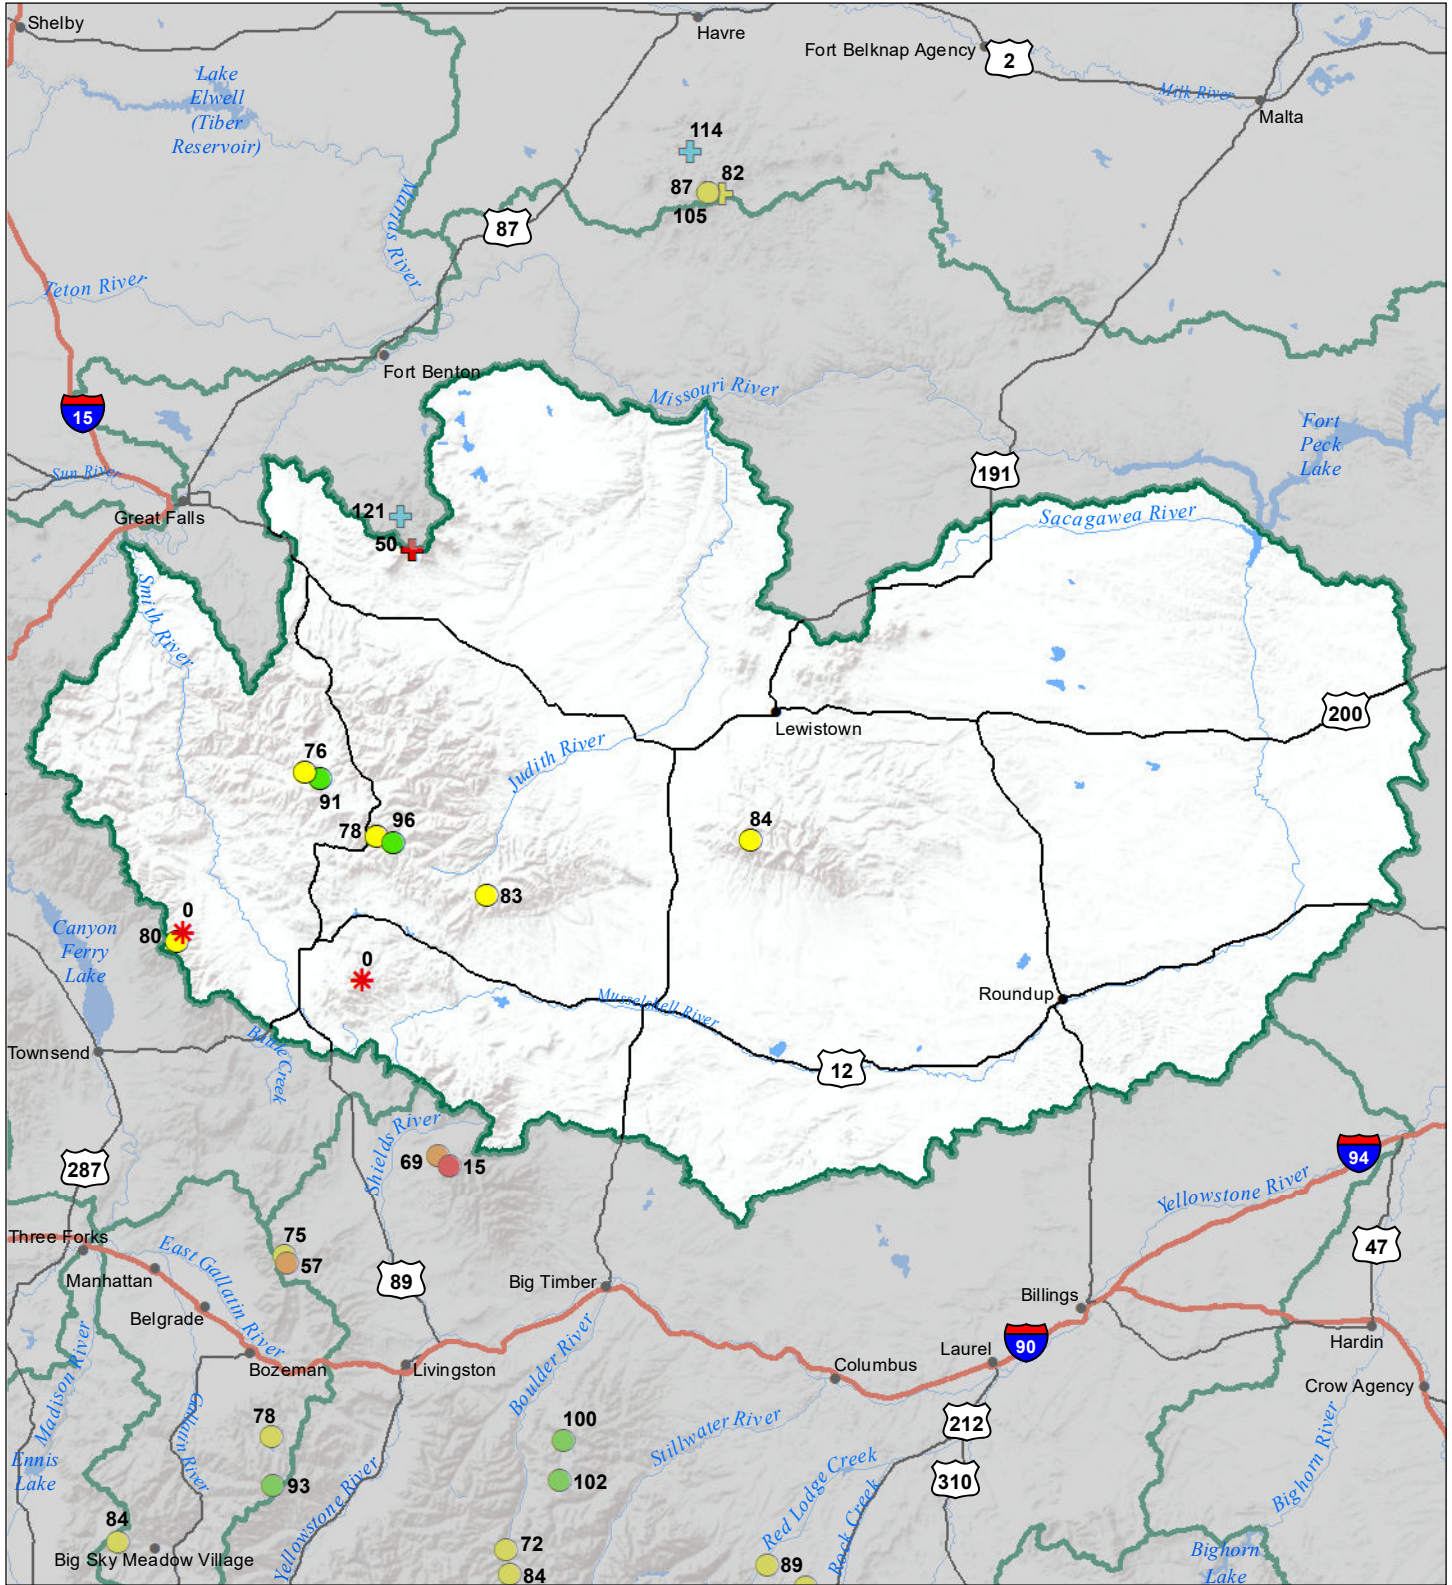 Shelby
Havre
Fort Belknap Agency
2
Lake
Elwell
(Tiber
Reservoir)
Milk River
Malta
114
87
82
105
Marias River
87
Teton River
Fort Benton
Missouri River
15
Fort
Peck
Lake
Sun River
191
Great Falls
121
50
Sacagawea River
Smith River
200
Lewistown
Judith River
76
91
78
96
84
83
0
80
Canyon
Ferry
Lake
0
Roundup
Musselshell River
Battle Creek
Townsend
12
Shields River
69
15
287
94
Yellowstone River
Three Forks
75
57
East Gallatin River
47
Manhattan
89
Big Timber
Billings
Belgrade
Hardin
Laurel
90
Bozeman
Livingston
Columbus
Crow Agency
Madison River
Gallatin River
Boulder River
78
100
Stillwater River
212
Ennis
Lake
93
102
Red Lodge Creek
310
Bighorn River
Yellowstone River
Rock Creek
84
72
89
Big Sky Meadow Village
84
Bighorn
Lake